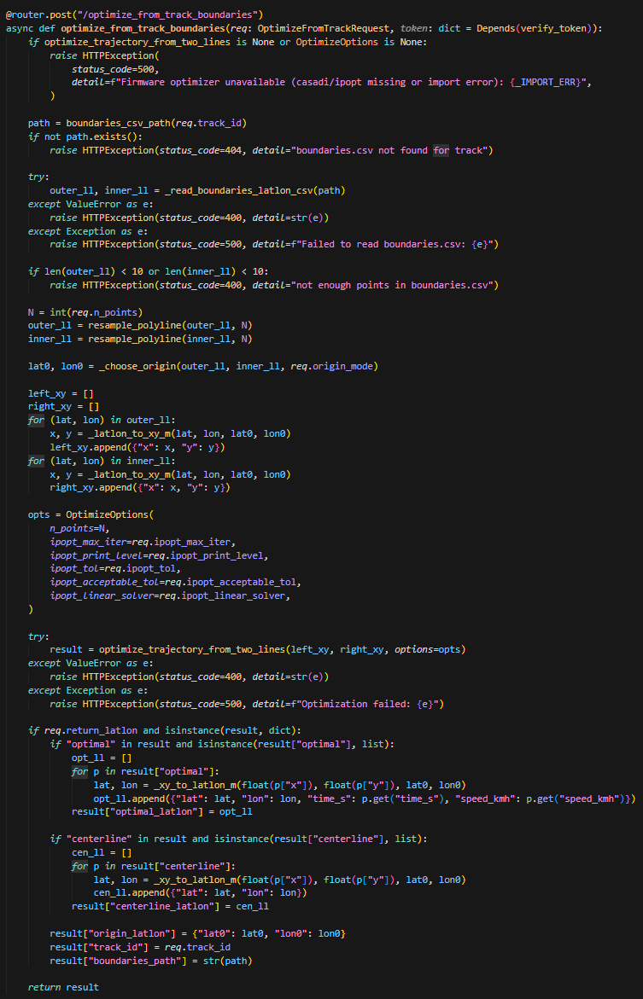 @router.post("/optimize_from_track_boundaries")
async def optimize_from_track_boundaries(req: OptimizeFromTrackRequest, token: dict = Depends(verify_token)):
    if optimize_trajectory_from_two_lines is None or OptimizeOptions is None:
        raise HTTPException(
            status_code=500,
            detail=f"Firmware optimizer unavailable (casadi/ipopt missing or import error): {_IMPORT_ERR}",
        )
    path = boundaries_csv_path(req.track_id)
    if not path.exists():
        raise HTTPException(status_code=404, detail="boundaries.csv not found for track")
    try:
        outer_ll, inner_ll = _read_boundaries_latlon_csv(path)
    except ValueError as e:
        raise HTTPException(status_code=400, detail=str(e))
    except Exception as e:
        raise HTTPException(status_code=500, detail=f"Failed to read boundaries.csv: {e}")
    if len(outer_ll) < 10 or len(inner_ll) < 10:
        raise HTTPException(status_code=400, detail="not enough points in boundaries.csv")
    N = int(req.n_points)
    outer_ll = resample_polyline(outer_ll, N)
    inner_ll = resample_polyline(inner_ll, N)
    lat0, lon0 = _choose_origin(outer_ll, inner_ll, req.origin_mode)
    left_xy = []
    right_xy = []
    for (lat, lon) in outer_ll:
        x, y = _latlon_to_xy_m(lat, lon, lat0, lon0)
        left_xy.append({"x": x, "y": y})
    for (lat, lon) in inner_ll:
        x, y = _latlon_to_xy_m(lat, lon, lat0, lon0)
        right_xy.append({"x": x, "y": y})
    opts = OptimizeOptions(
        n_points=N,
        ipopt_max_iter=req.ipopt_max_iter,
        ipopt_print_level=req.ipopt_print_level,
        ipopt_tol=req.ipopt_tol,
        ipopt_acceptable_tol=req.ipopt_acceptable_tol,
        ipopt_linear_solver=req.ipopt_linear_solver,
    )
    try:
        result = optimize_trajectory_from_two_lines(left_xy, right_xy, options=opts)
    except ValueError as e:
        raise HTTPException(status_code=400, detail=str(e))
    except Exception as e:
        raise HTTPException(status_code=500, detail=f"Optimization failed: {e}")
    if req.return_latlon and isinstance(result, dict):
        if "optimal" in result and isinstance(result["optimal"], list):
            opt_ll = []
            for p in result["optimal"]:
                lat, lon = _xy_to_latlon_m(float(p["x"]), float(p["y"]), lat0, lon0)
                opt_ll.append({"lat": lat, "lon": lon, "time_s": p.get("time_s"), "speed_kmh": p.get("speed_kmh")})
            result["optimal_latlon"] = opt_ll
        if "centerline" in result and isinstance(result["centerline"], list):
            cen_ll = []
            for p in result["centerline"]:
                lat, lon = _xy_to_latlon_m(float(p["x"]), float(p["y"]), lat0, lon0)
                cen_ll.append({"lat": lat, "lon": lon})
            result["centerline_latlon"] = cen_ll
        result["origin_latlon"] = {"lat0": lat0, "lon0": lon0}
        result["track_id"] = req.track_id
        result["boundaries_path"] = str(path)
    return result